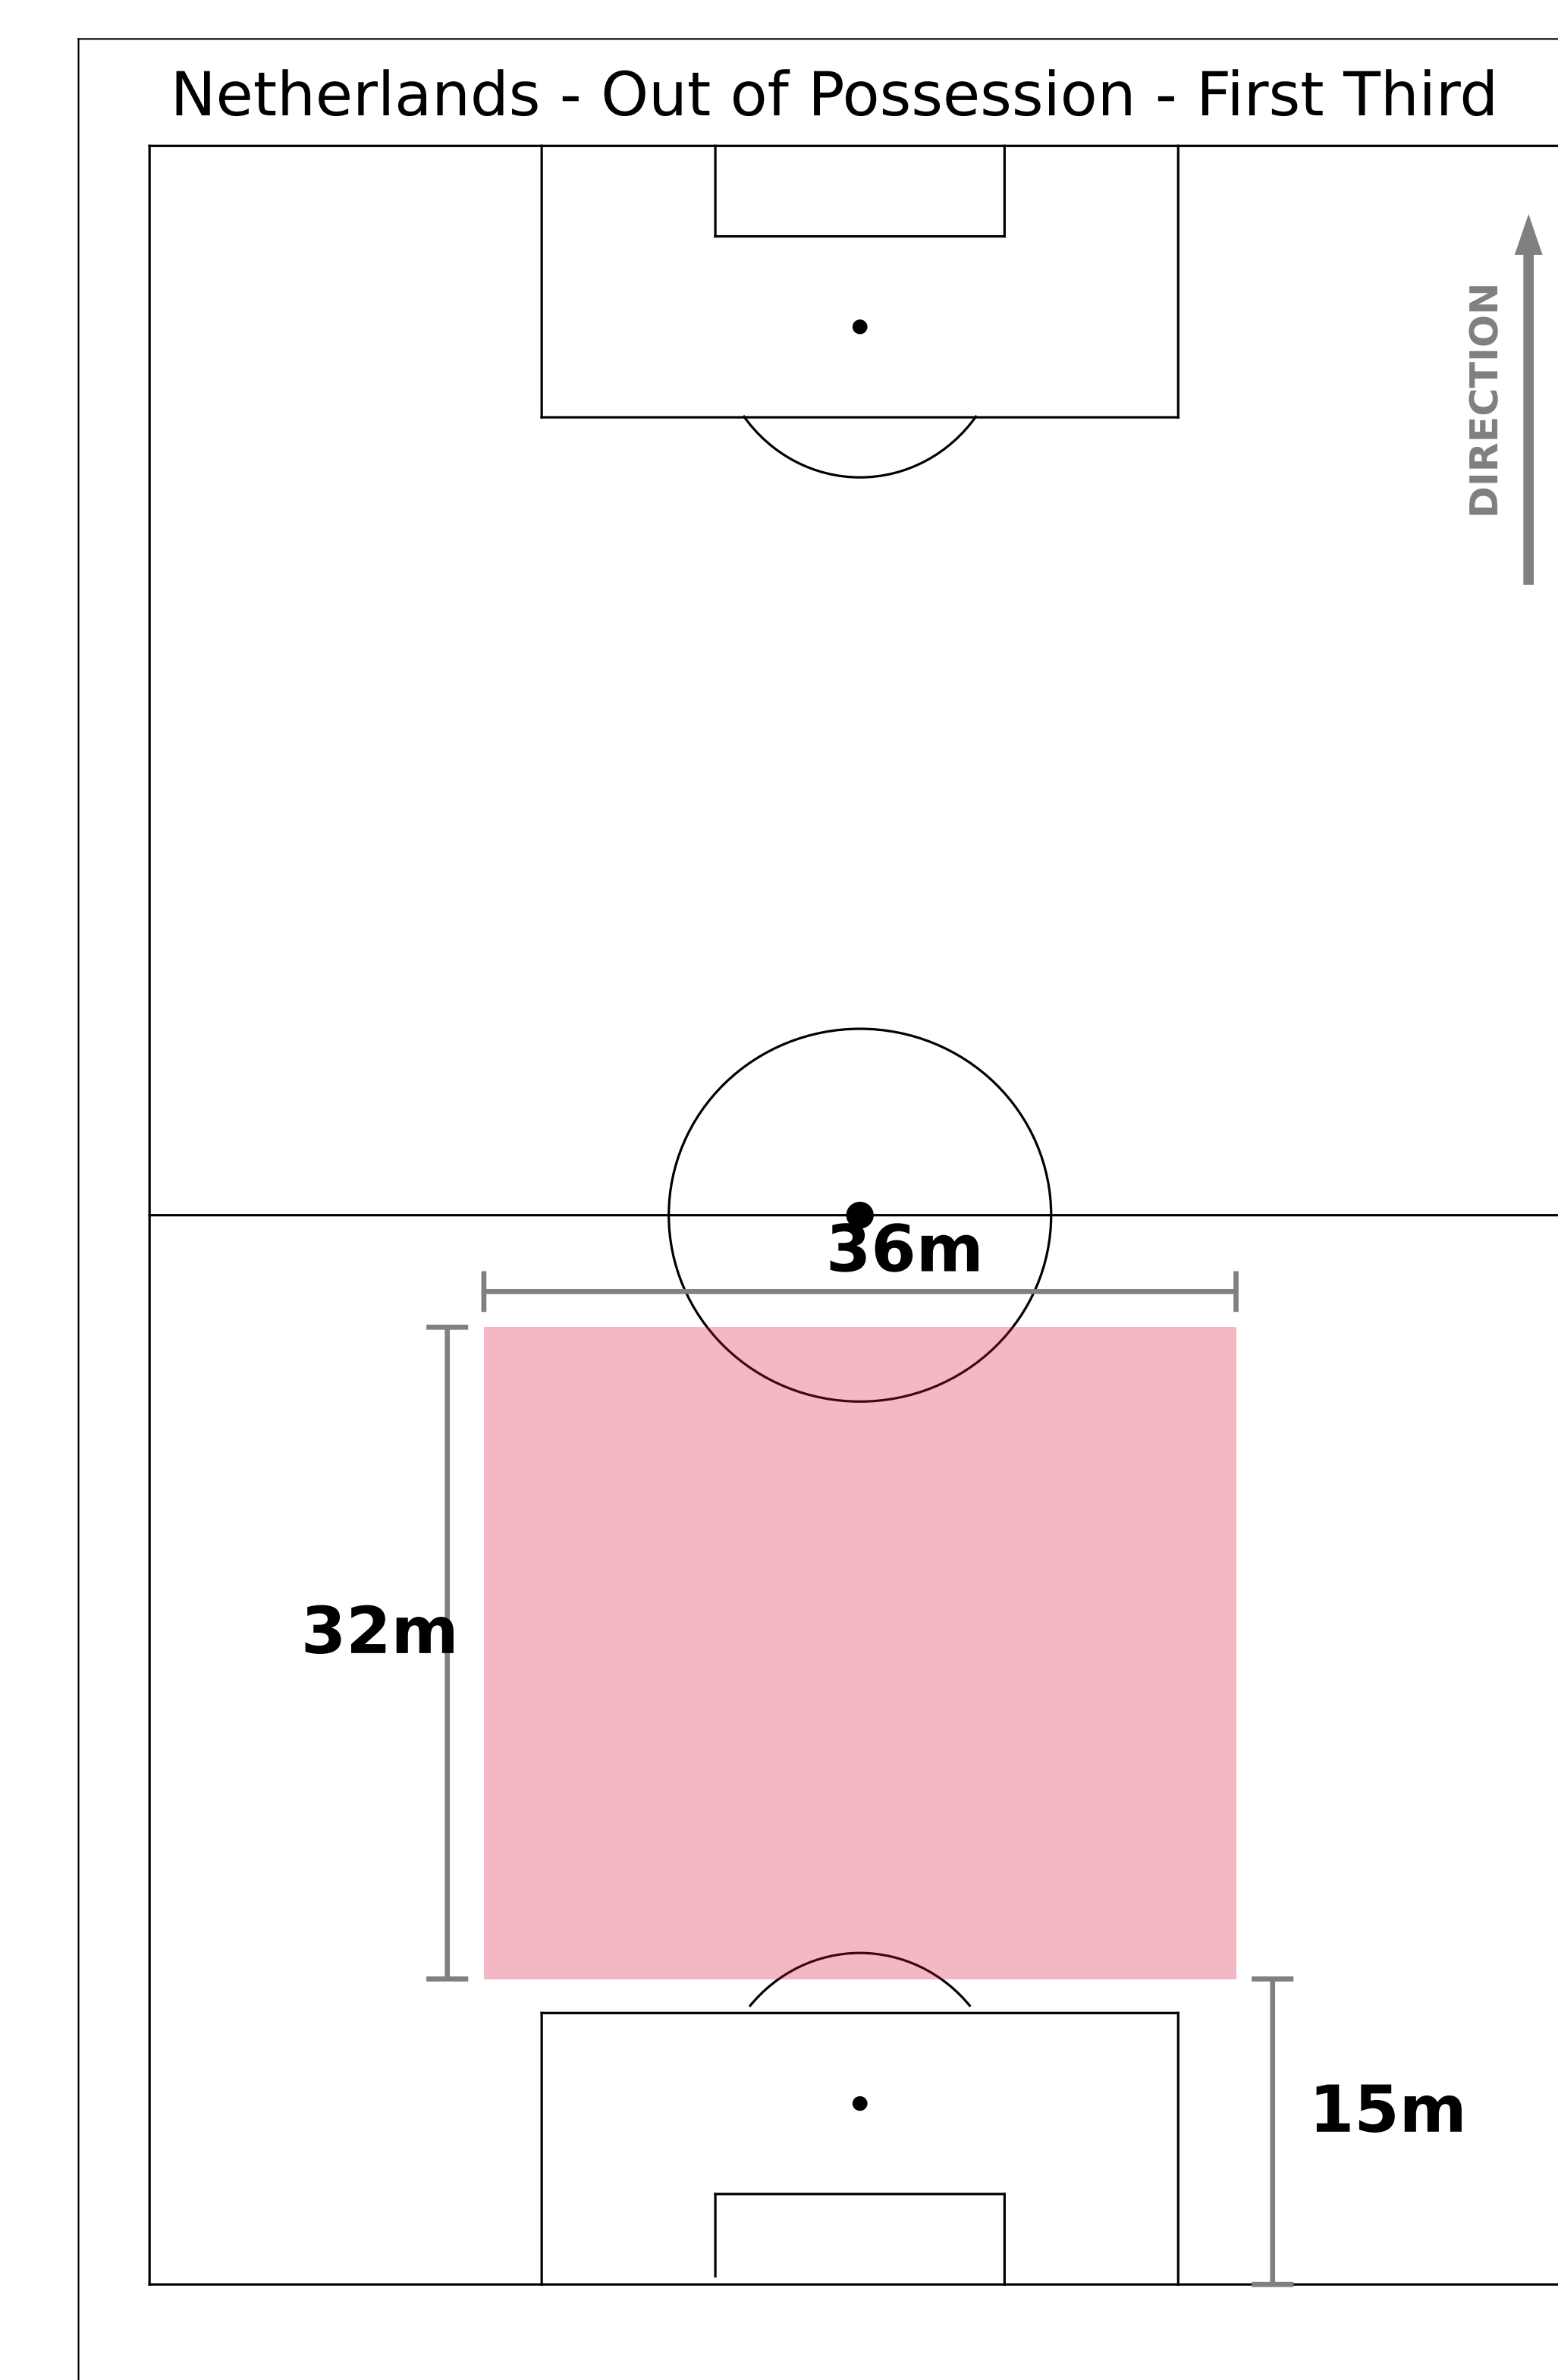 Netherlands - Out of Possession - First Third
DIRECTION
36m
32m
15m